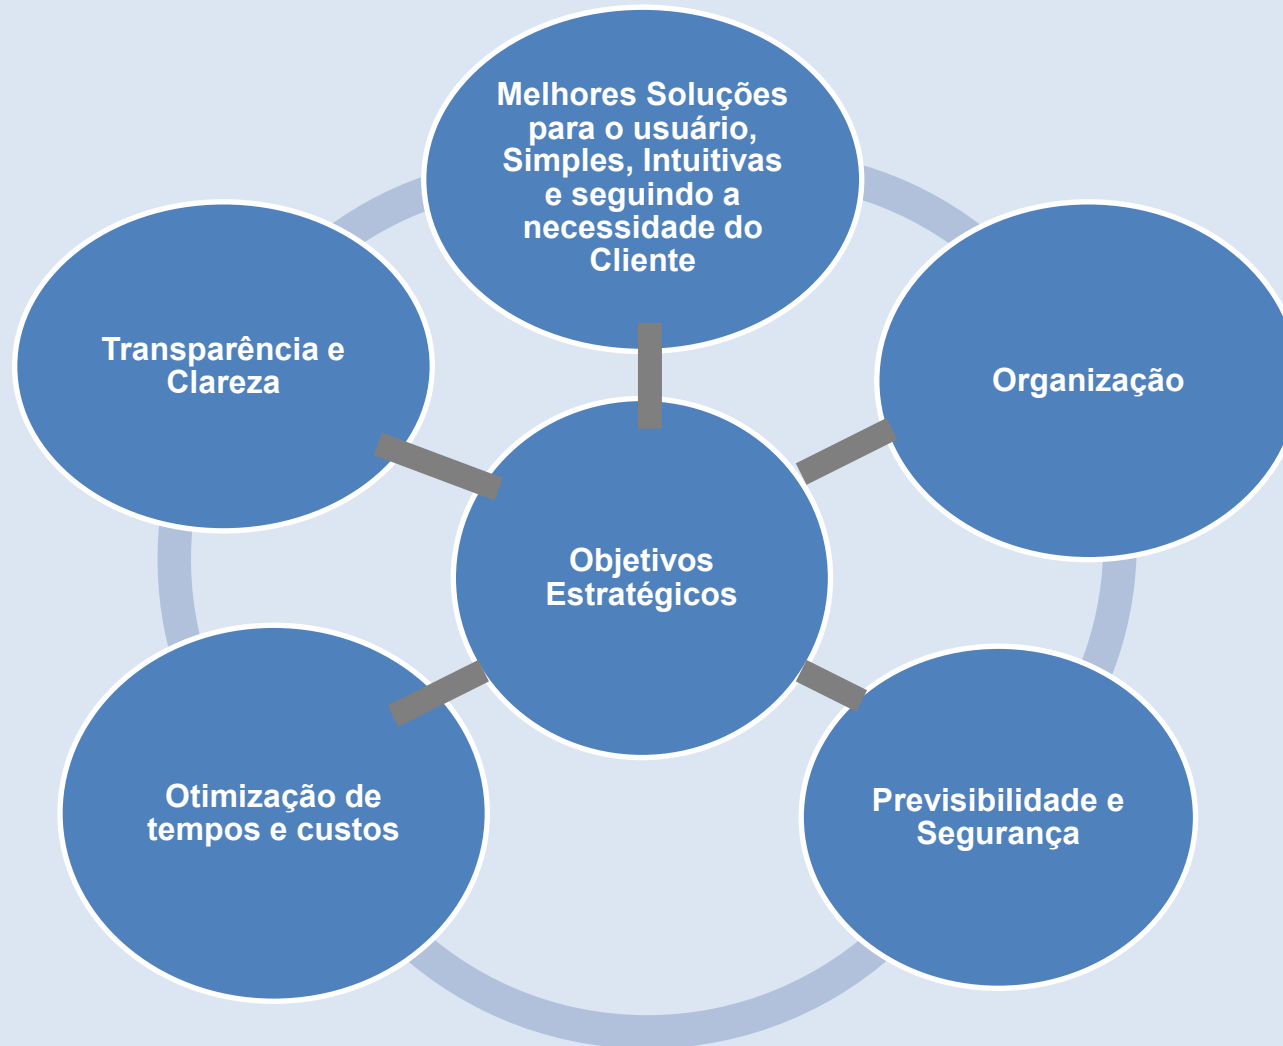 Melhores Soluções
para o usuário,
Simples, Intuitivas
e seguindo a
necessidade do
Cliente
Transparência e
Clareza
Organização
Objetivos
Estratégicos
Otimização de
tempos e custos
Previsibilidade e
Segurança